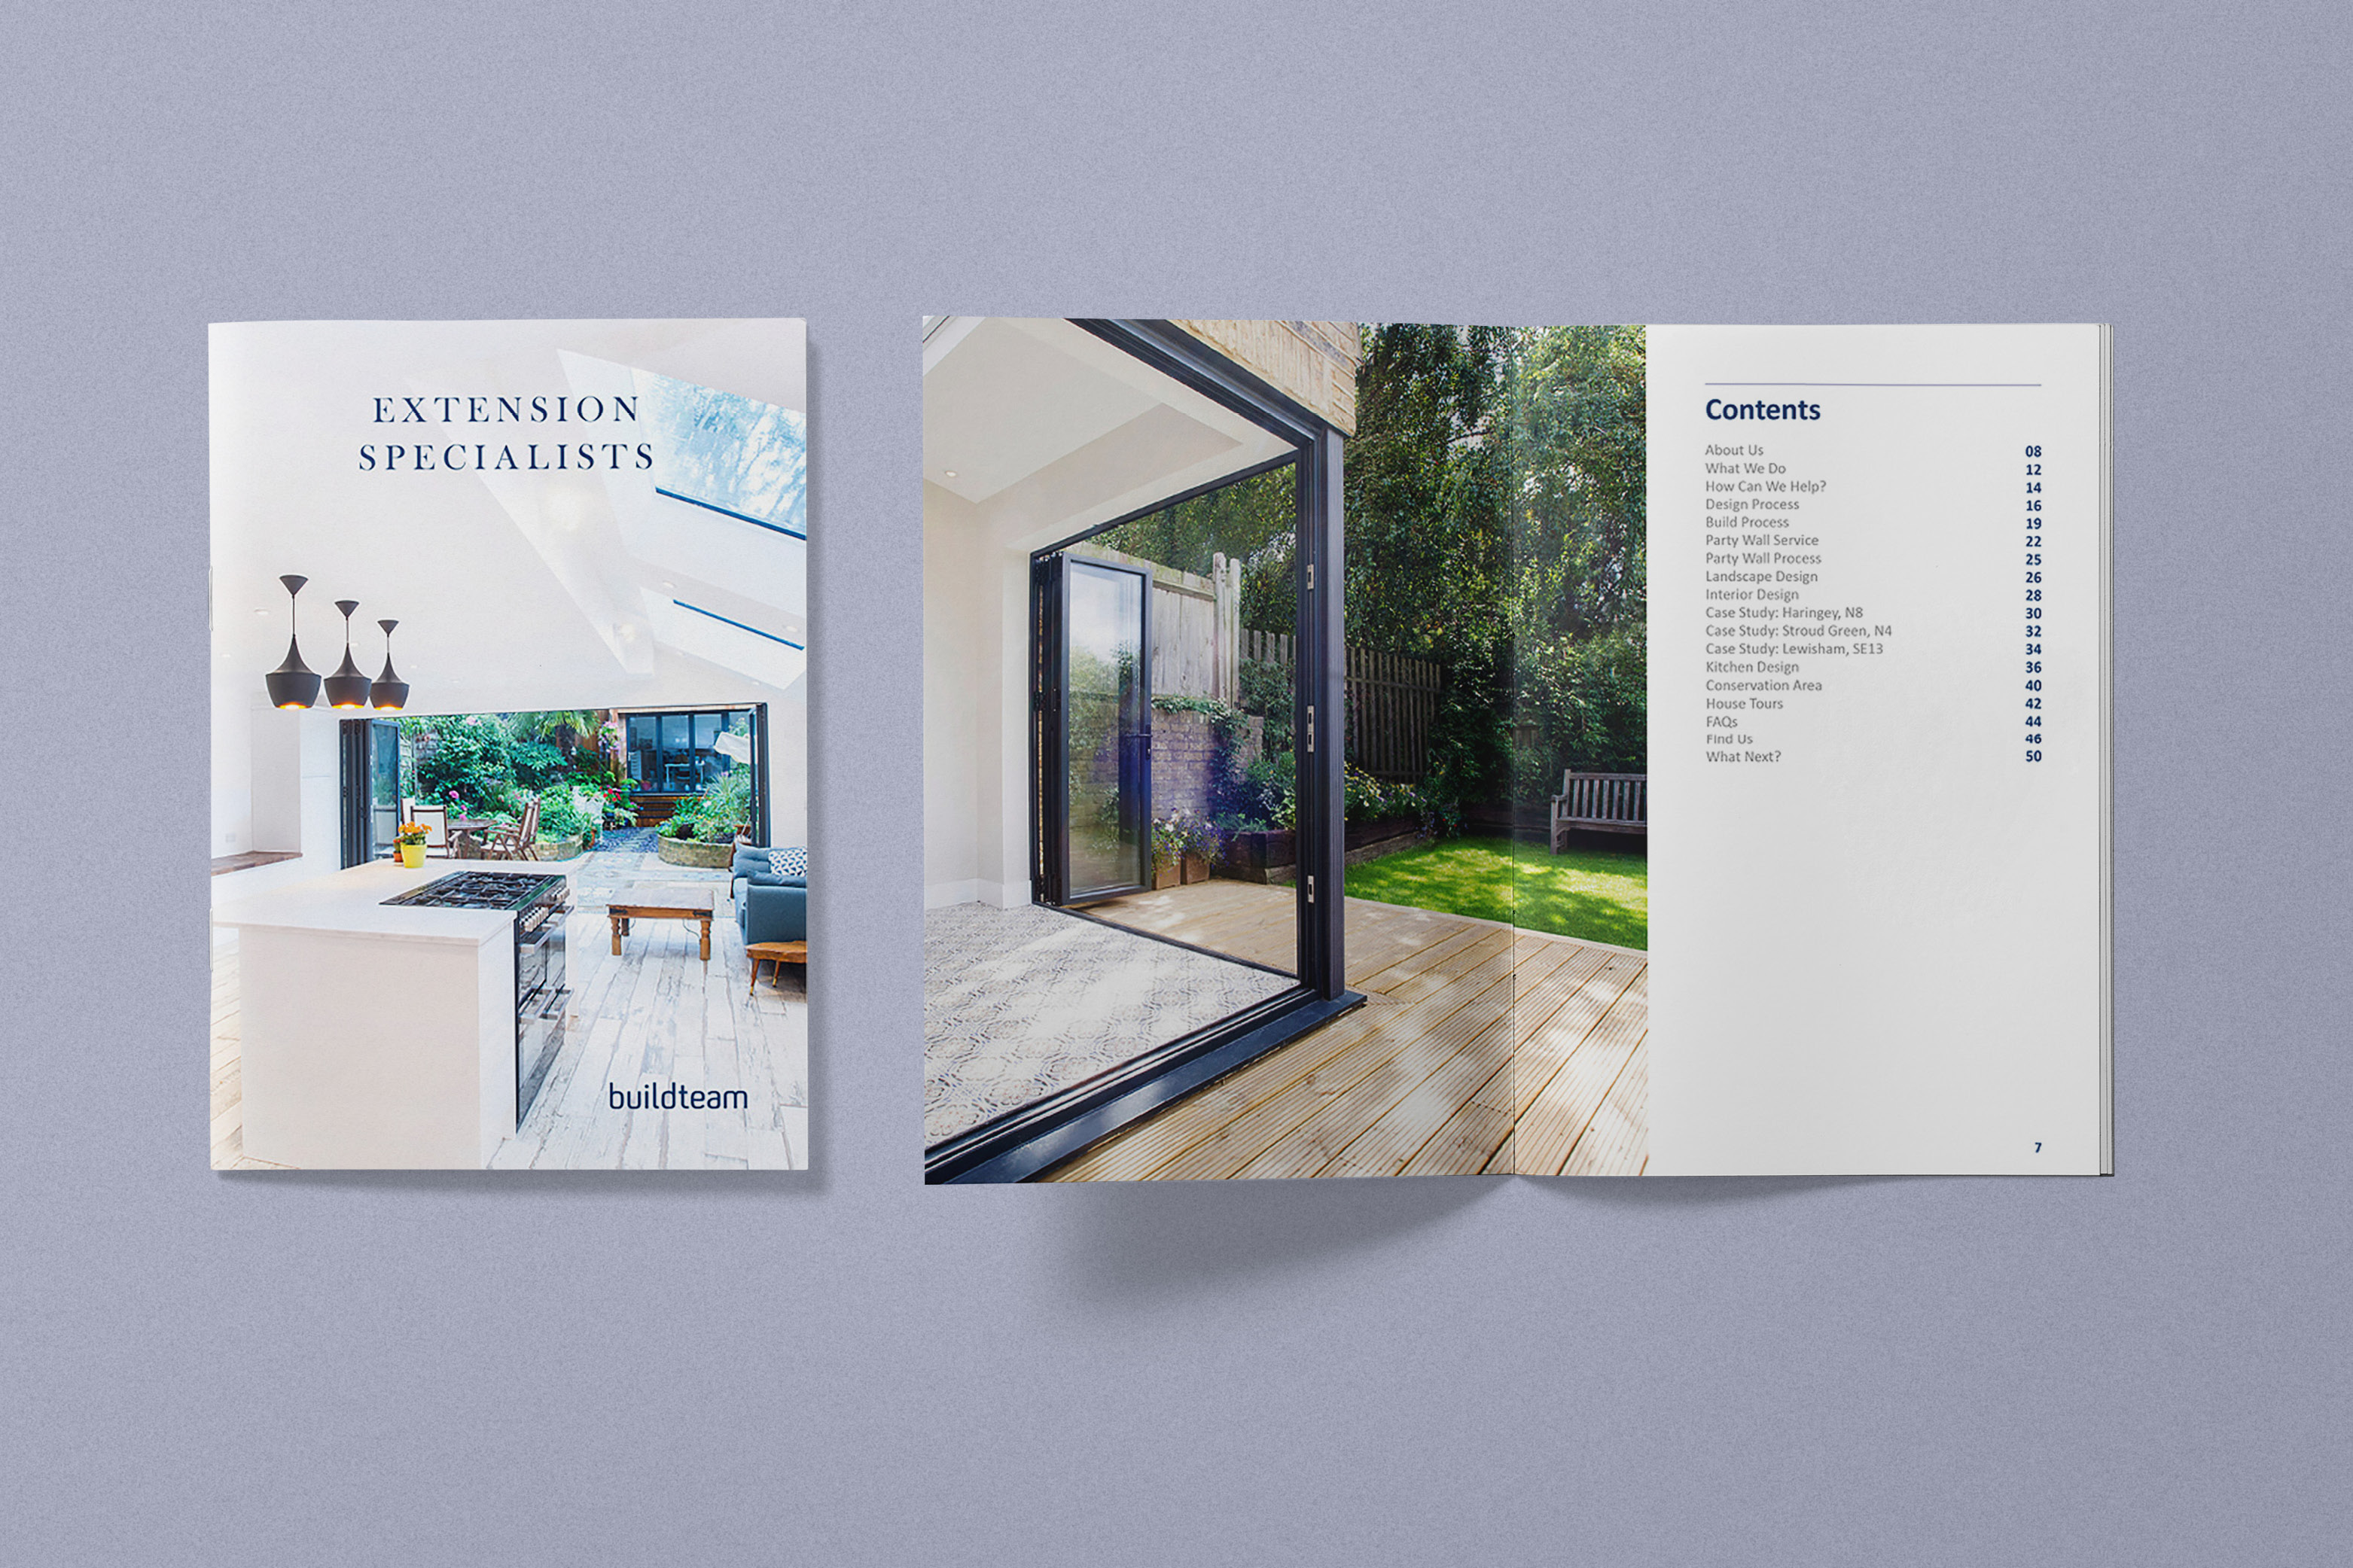 EXTENSION
SPECIALISTS
buildteam
Contents
About Us 08
What We Do 12
How Can We Help? 14
Design Process 16
Build Process 19
Party Wall Service 22
Party Wall Process 25
Landscape Design 26
Interior Design 28
Case Study: Haringey, N8 30
Case Study: Stroud Green, N4 32
Case Study: Lewisham, SE13 34
Kitchen Design 36
Conservation Area 40
House Tours 42
FAQs 44
Find Us 46
What Next? 50
7